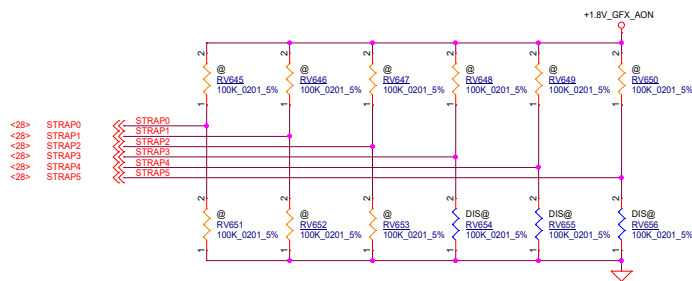 +1.8V_GFX_AON
2 2 2 2 2 2
@ @ @ @ @ @
RV645 RV646 RV647 RV648 RV649 RV650
100K_0201_5% 100K_0201_5% 100K_0201_5% 100K_0201_5% 100K_0201_5% 100K_0201_5%
1 1 1 1 1 1
<28> STRAP0 STRAP0
<28> STRAP1 STRAP1
<28> STRAP2 STRAP2
<28> STRAP3 STRAP3
<28> STRAP4 STRAP4
<28> STRAP5 STRAP5
2 2 2 2 2 2
@ @ @ DIS@ DIS@ DIS@
RV651 RV652 RV653 RV654 RV655 RV656
100K_0201_5% 100K_0201_5% 100K_0201_5% 100K_0201_5% 100K_0201_5% 100K_0201_5%
1 1 1 1 1 1